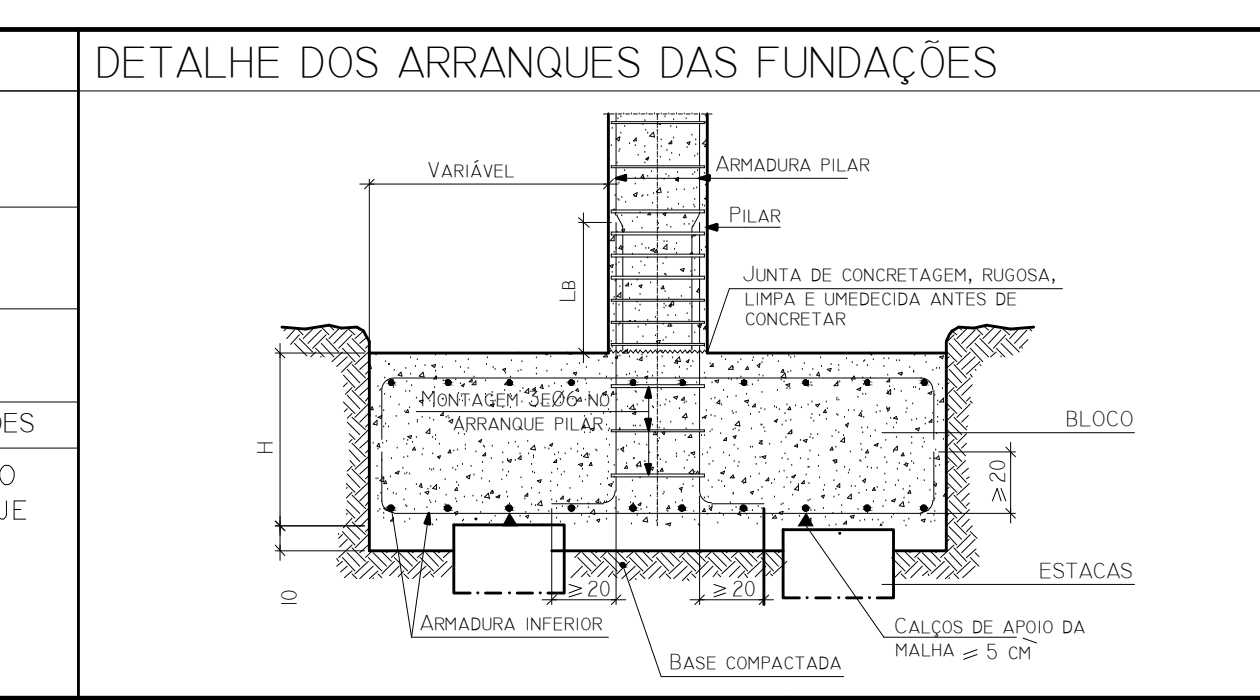 DETALHE DOS ARRANQUES DAS FUNDAÇÕES
VARIÁVEL
ARMADURA PILAR
PILAR
LB
JUNTA DE CONCRETAGEM, RUGOSA,
LIMPA E UMEDECIDA ANTES DE
CONCRETAR
MONTAGEM 3EØ6 NO
ARRANQUE PILAR
BLOCO
H
≥20
ÕES
O
UE
ESTACAS
≥20
≥20
10
ARMADURA INFERIOR
CALÇOS DE APOIO DA
MALHA ≥ 5 CM
BASE COMPACTADA